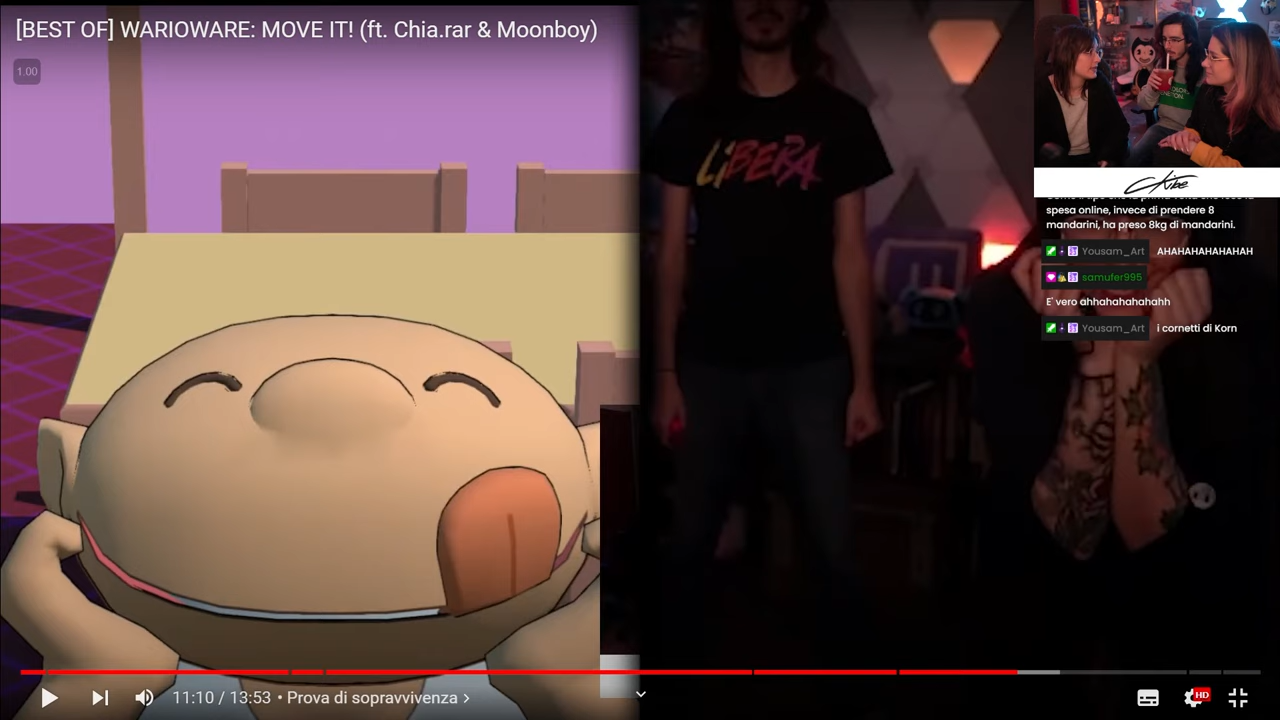 [BEST OF] WARIOWARE: MOVE IT! (ft. Chia.rar & Moonboy)
1.00
LiBERA
Kibe
spesa online, invece di prendere 8
mandarini, ha preso 8kg di mandarini.
Yousam_Art AHAHAHAHAHAHAH
samufer995
E' vero ahhahahahahahh
Yousam_Art i cornetti di Korn
11:10 / 13:53 • Prova di sopravvivenza ›
HD